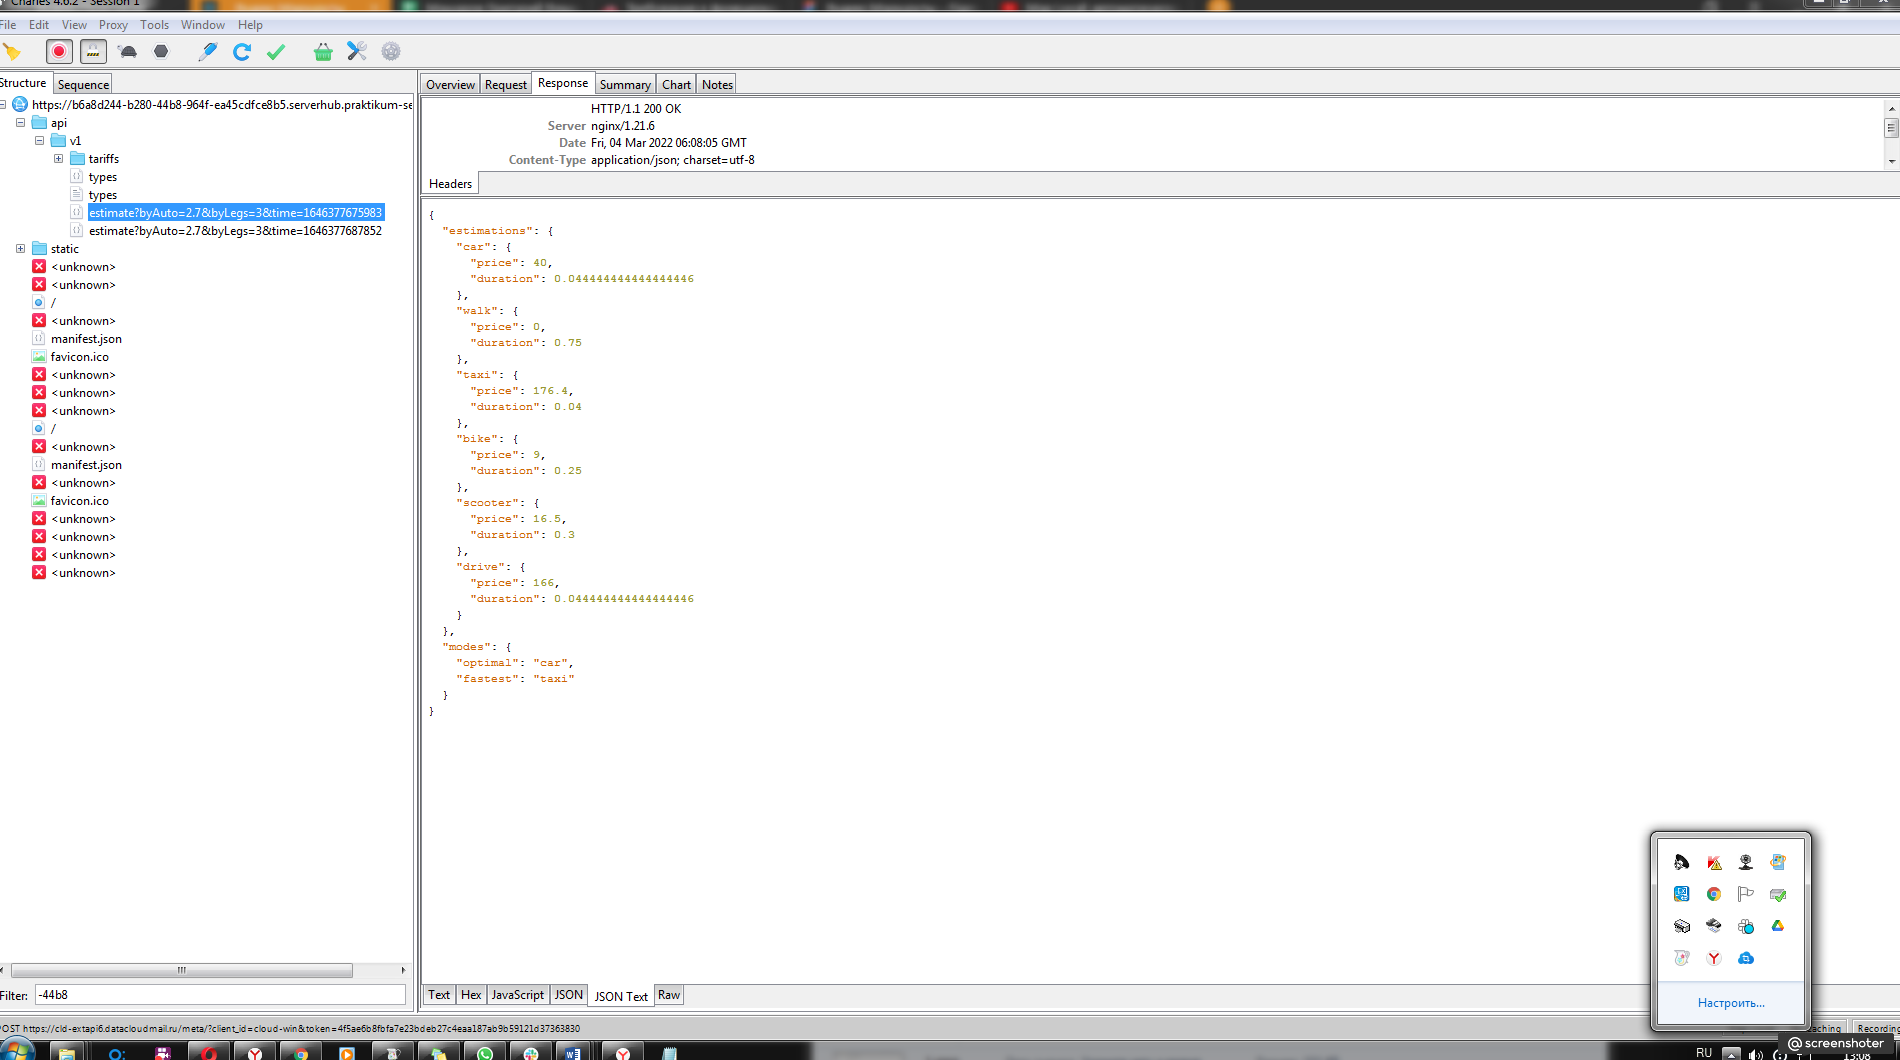 Charles 4.6.2 - Session 1
File Edit View Proxy Tools Window Help
Structure Sequence
https://b6a8d244-b280-44b8-964f-ea45cdfce8b5.serverhub.praktikum-se
api
v1
tariffs
types
types
estimate?byAuto=2.7&byLegs=3&time=1646377675983
estimate?byAuto=2.7&byLegs=3&time=1646377687852
static
<unknown>
<unknown>
/
<unknown>
manifest.json
favicon.ico
<unknown>
<unknown>
<unknown>
/
<unknown>
manifest.json
<unknown>
favicon.ico
<unknown>
<unknown>
<unknown>
<unknown>
Filter: -44b8
Overview Request Response Summary Chart Notes
HTTP/1.1 200 OK
Server nginx/1.21.6
Date Fri, 04 Mar 2022 06:08:05 GMT
Content-Type application/json; charset=utf-8
Headers
{
"estimations": {
"car": {
"price": 40,
"duration": 0.044444444444444446
},
"walk": {
"price": 0,
"duration": 0.75
},
"taxi": {
"price": 176.4,
"duration": 0.04
},
"bike": {
"price": 9,
"duration": 0.25
},
"scooter": {
"price": 16.5,
"duration": 0.3
},
"drive": {
"price": 166,
"duration": 0.044444444444444446
}
},
"modes": {
"optimal": "car",
"fastest": "taxi"
}
}
Text Hex JavaScript JSON JSON Text Raw
Настроить...
POST https://cld-extapi6.datacloudmail.ru/meta/?client_id=cloud-win&token=4f5ae6b8fbfa7e23bdeb27c4eaa187ab9b59121d37363830
Recording
@screenshoter
RU
13:08